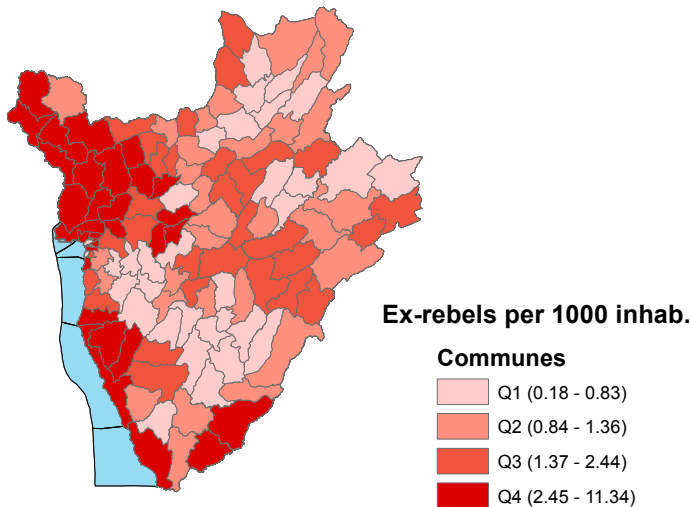 Ex-rebels per 1000 inhab.
Communes
Q1 (0.18 - 0.83)
Q2 (0.84 - 1.36)
Q3 (1.37 - 2.44)
Q4 (2.45 - 11.34)